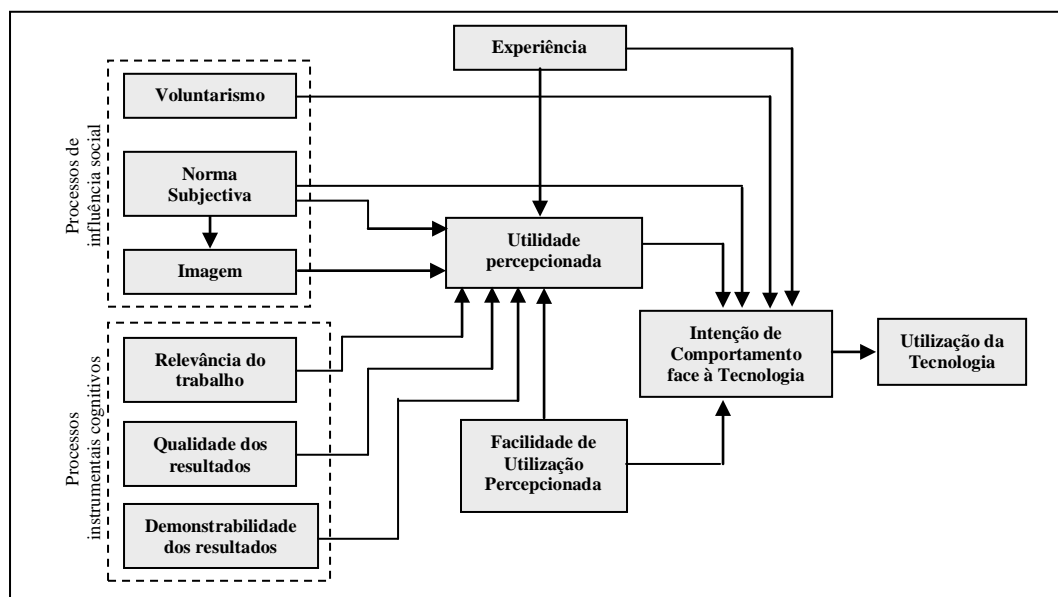 Experiência
Processos de
influência social
Voluntarismo
Norma
Subjectiva
Imagem
Utilidade
percepcionada
Processos
instrumentais cognitivos
Relevância do
trabalho
Qualidade dos
resultados
Demonstrabilidade
dos resultados
Facilidade de
Utilização
Percepcionada
Intenção de
Comportamento
face à Tecnologia
Utilização da
Tecnologia